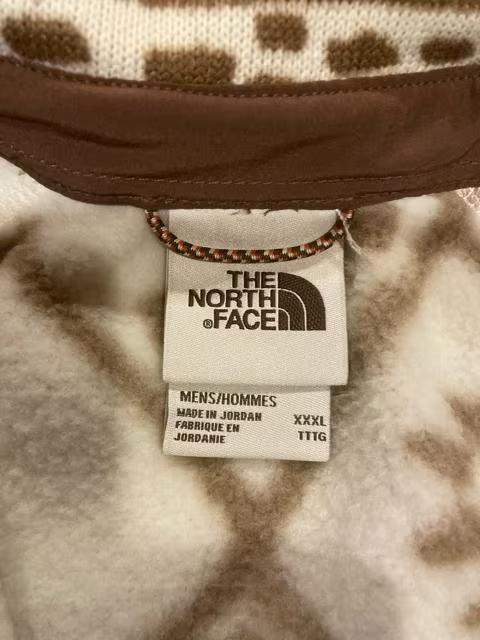 THE
NORTH
®FACE
MENS/HOMMES
MADE IN JORDAN XXXL
FABRIQUE EN TTTG
JORDANIE